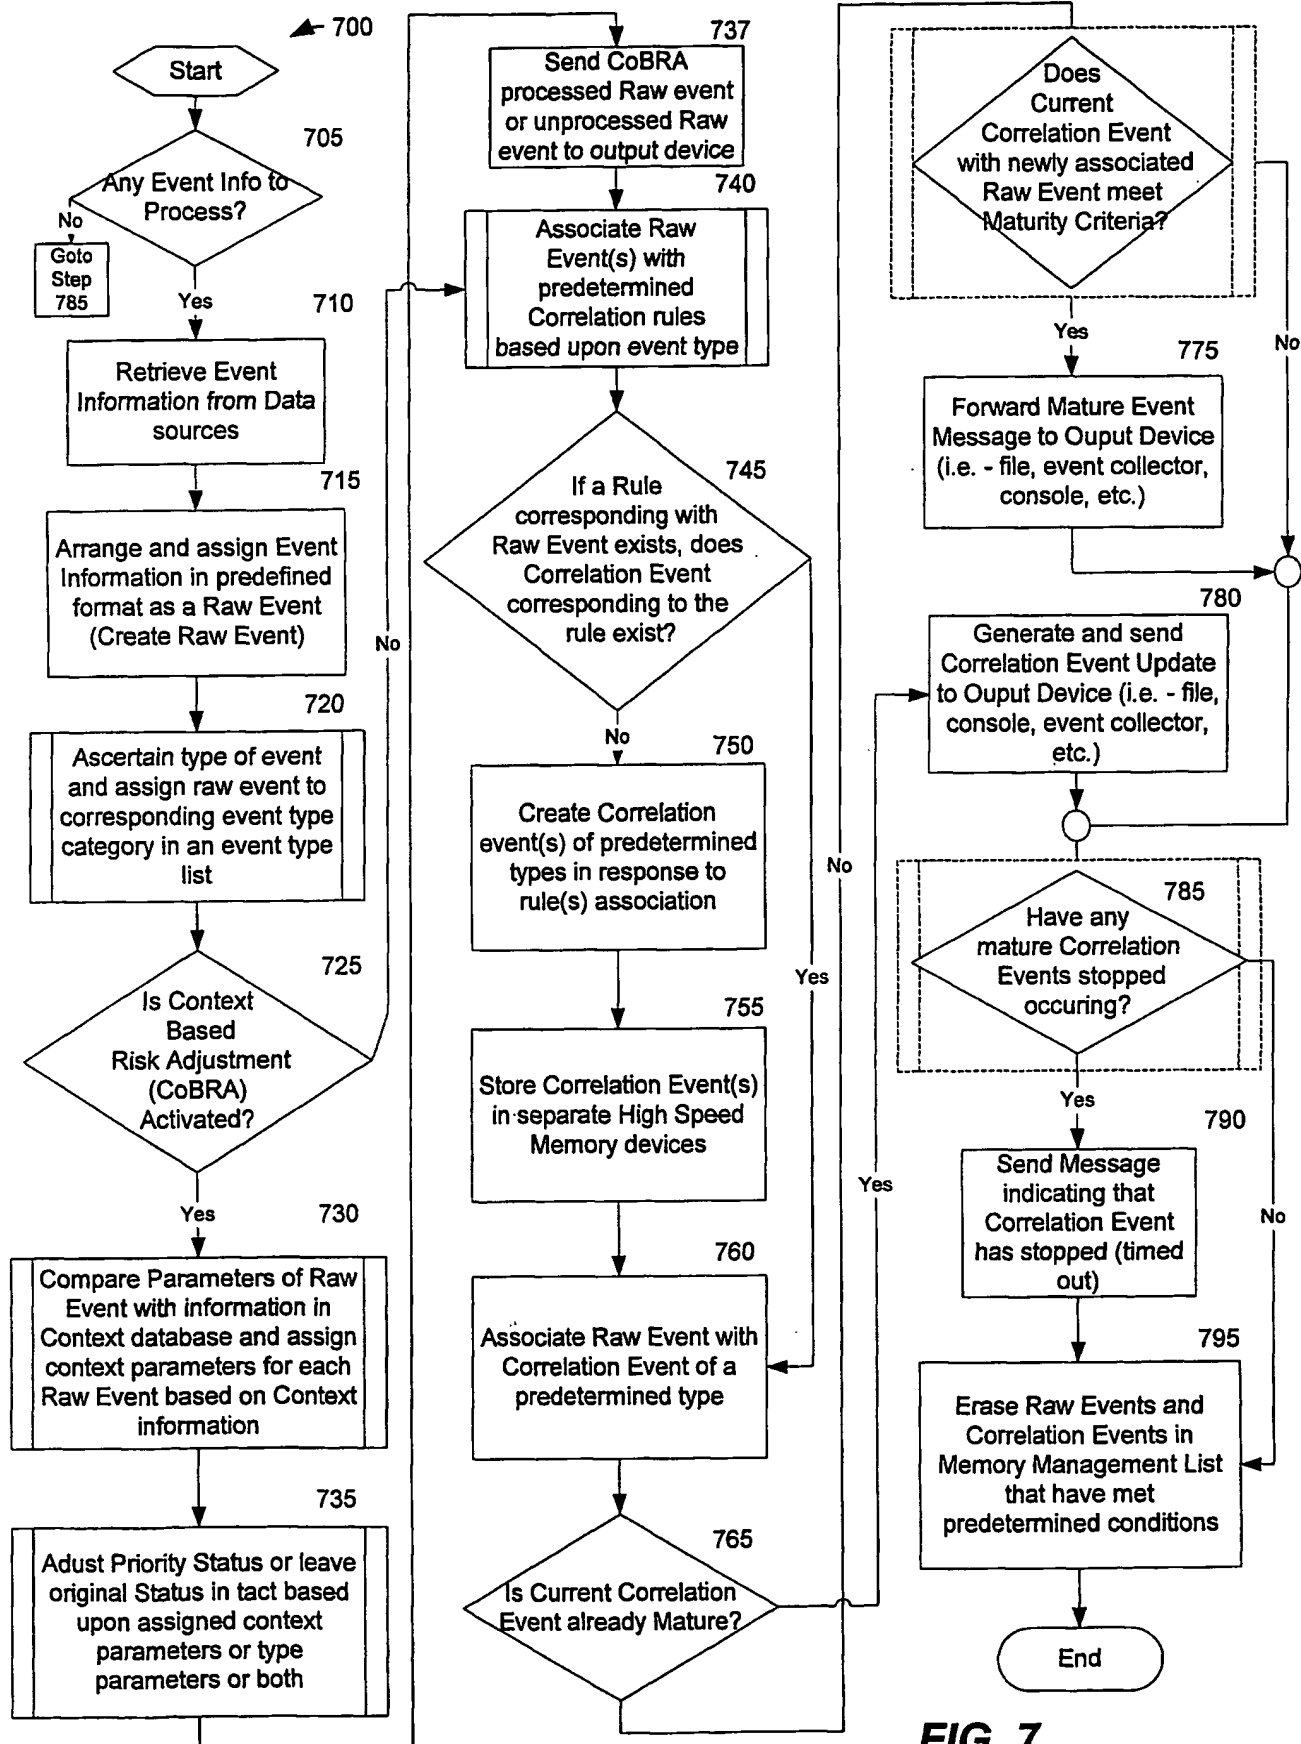 700
Start
705
Any Event Info to
Process?
No
Goto
Step
785
Yes
710
Retrieve Event
Information from Data
sources
715
Arrange and assign Event
Information in predefined
format as a Raw Event
(Create Raw Event)
720
Ascertain type of event
and assign raw event to
corresponding event type
category in an event type
list
725
Is Context
Based
Risk Adjustment
(CoBRA)
Activated?
No
Yes
730
Compare Parameters of Raw
Event with information in
Context database and assign
context parameters for each
Raw Event based on Context
information
735
Adust Priority Status or leave
original Status in tact based
upon assigned context
parameters or type
parameters or both
737
Send CoBRA
processed Raw event
or unprocessed Raw
event to output device
740
Associate Raw
Event(s) with
predetermined
Correlation rules
based upon event type
745
If a Rule
corresponding with
Raw Event exists, does
Correlation Event
corresponding to the
rule exist?
No
Yes
750
Create Correlation
event(s) of predetermined
types in response to
rule(s) association
755
Store Correlation Event(s)
in separate High Speed
Memory devices
760
Associate Raw Event with
Correlation Event of a
predetermined type
765
Is Current Correlation
Event already Mature?
No
Yes
Does
Current
Correlation Event
with newly associated
Raw Event meet
Maturity Criteria?
Yes
No
775
Forward Mature Event
Message to Ouput Device
(i.e. - file, event collector,
console, etc.)
780
Generate and send
Correlation Event Update
to Ouput Device (i.e. - file,
console, event collector,
etc.)
785
Have any
mature Correlation
Events stopped
occuring?
Yes
No
790
Send Message
indicating that
Correlation Event
has stopped (timed
out)
795
Erase Raw Events and
Correlation Events in
Memory Management List
that have met
predetermined conditions
End
FIG. 7